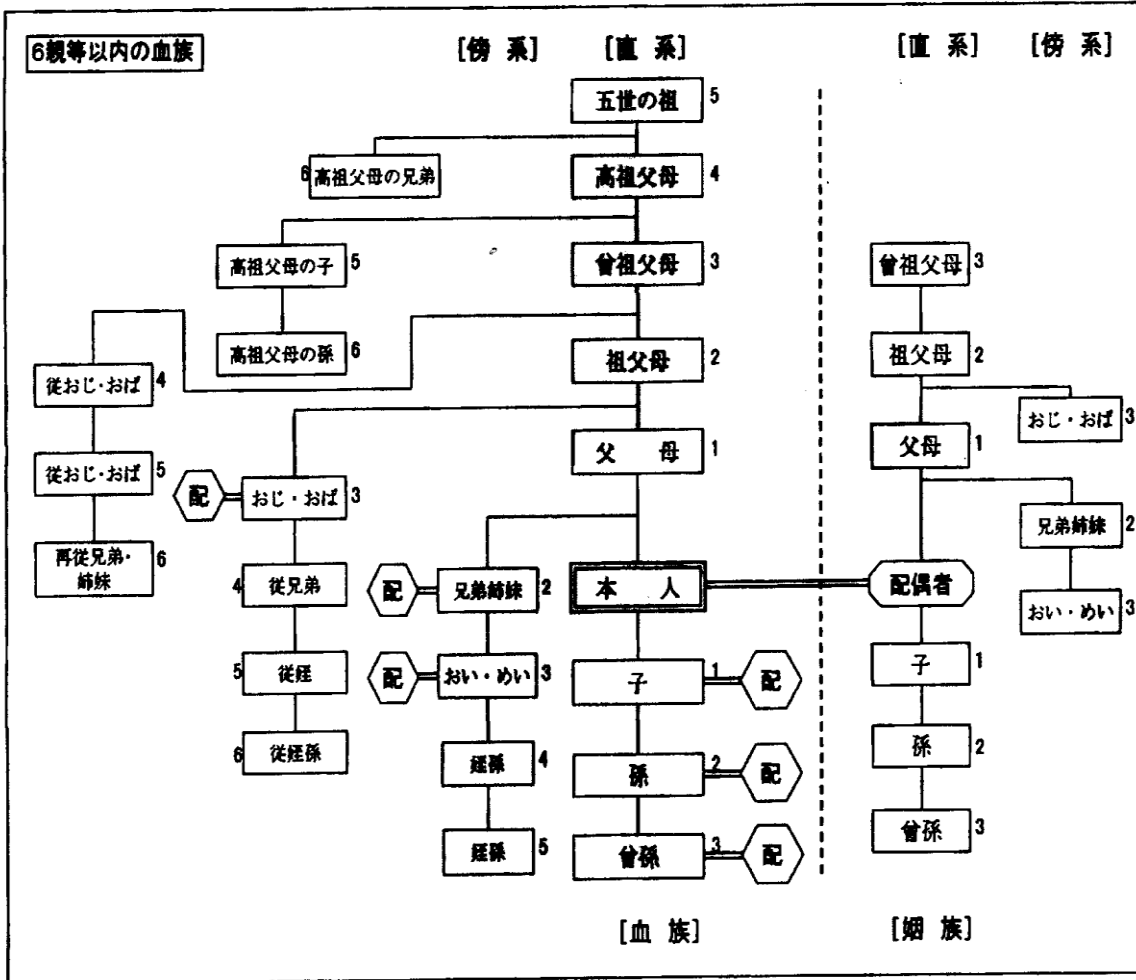 6親等以内の血族
[傍 系]
[直 系]
[直 系]
[傍 系]
五世の祖 5
6 高祖父母の兄弟
高祖父母 4
高祖父母の子 5
曾祖父母 3
曾祖父母 3
高祖父母の孫 6
祖父母 2
祖父母 2
従おじ・おば 4
おじ・おば 3
父 母 1
父母 1
従おじ・おば 5
配
おじ・おば 3
兄弟姉妹 2
再従兄弟・
姉妹 6
4 従兄弟
配
兄弟姉妹 2
本 人
配偶者
おい・めい 3
5 従姪
配
おい・めい 3
子 1
配
子 1
6 従姪孫
姪孫 4
孫 2
配
孫 2
姪孫 5
曾孫 3
配
曾孫 3
[血 族]
[姻 族]